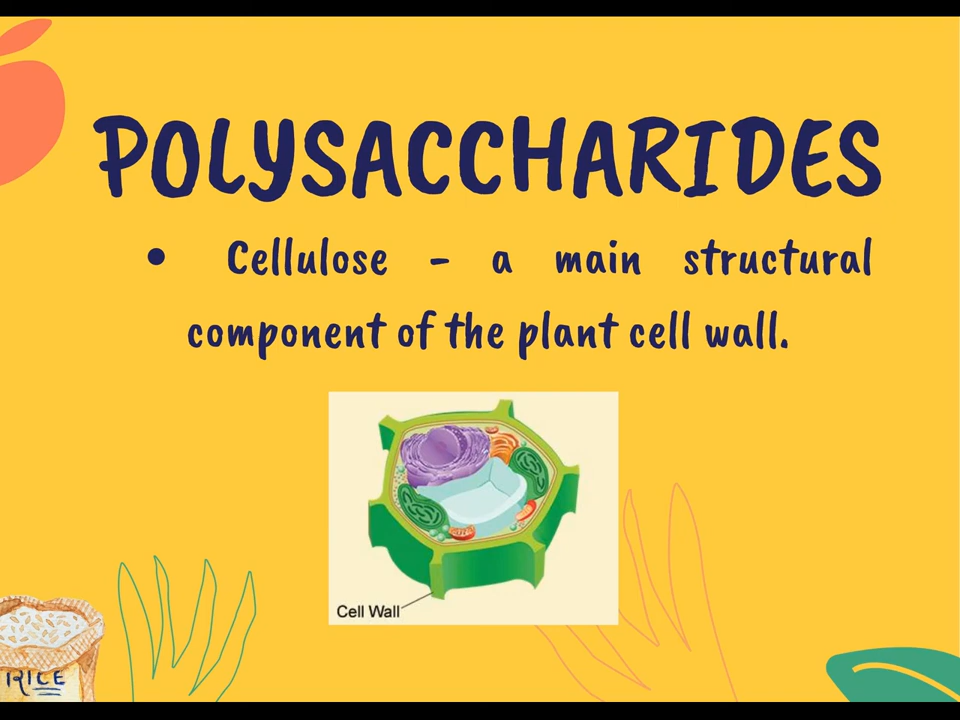 POLYSACCHARIDES
• Cellulose - a main structural
component of the plant cell wall.
Cell Wall
RICE